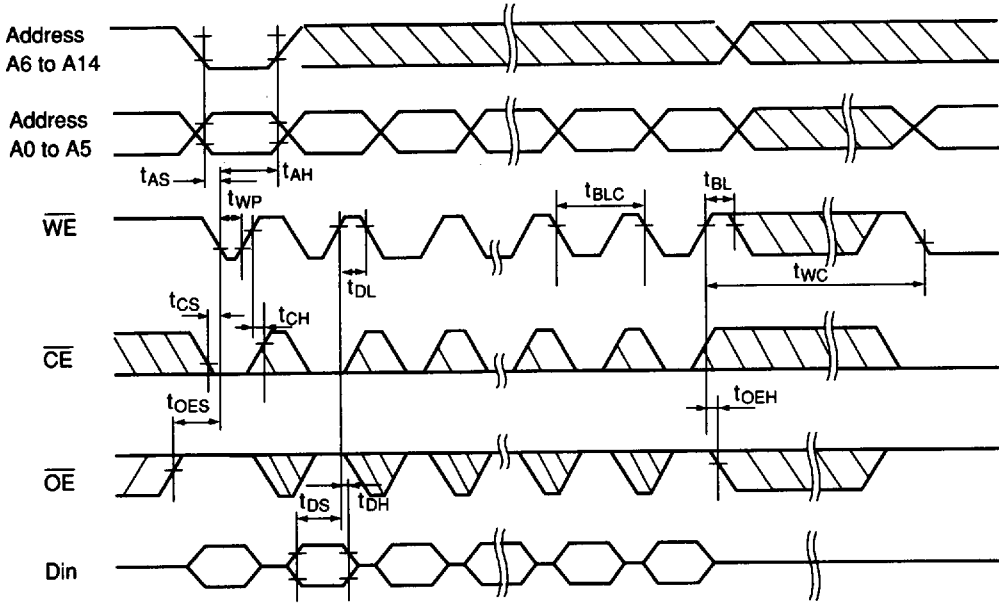 Address
A6 to A14
Address
A0 to A5
tAS
tAH
tWP
tBLC
tBL
WE
tDL
tWC
tCS
tCH
CE
tOES
tOEH
OE
tDS
tDH
Din